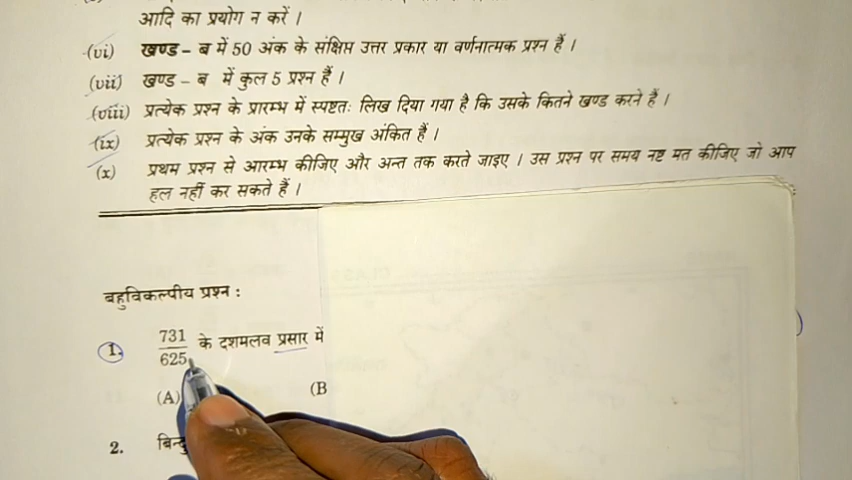 आदि का प्रयोग न करें ।
(vi) खण्ड – ब में 50 अंक के संक्षिप्त उत्तर प्रकार या वर्णनात्मक प्रश्न हैं ।
(vii) खण्ड – ब में कुल 5 प्रश्न हैं ।
(viii) प्रत्येक प्रश्न के प्रारम्भ में स्पष्टतः लिख दिया गया है कि उसके कितने खण्ड करने हैं ।
(ix) प्रत्येक प्रश्न के अंक उनके सम्मुख अंकित हैं ।
(x) प्रथम प्रश्न से आरम्भ कीजिए और अन्त तक करते जाइए । उस प्रश्न पर समय नष्ट मत कीजिए जो आप
हल नहीं कर सकते हैं ।
बहुविकल्पीय प्रश्न :
1. 731/625 के दशमलव प्रसार में
(A) (B
2.